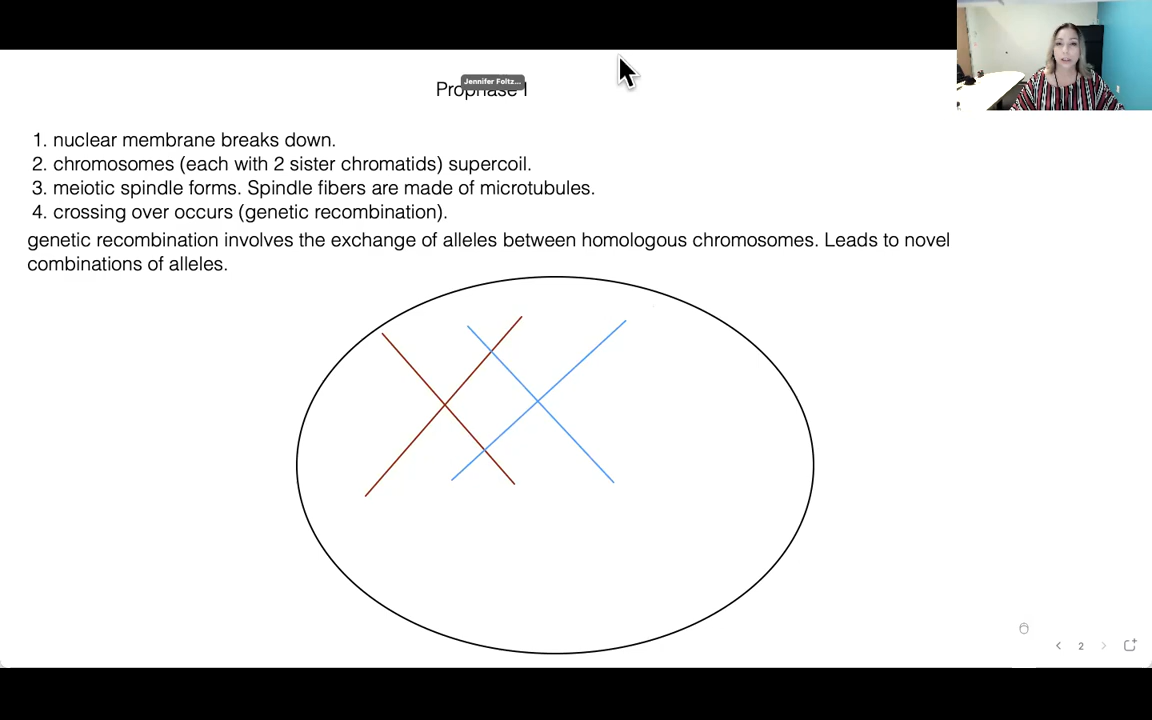 Jennifer Foltz...
Prophase I
1. nuclear membrane breaks down.
2. chromosomes (each with 2 sister chromatids) supercoil.
3. meiotic spindle forms. Spindle fibers are made of microtubules.
4. crossing over occurs (genetic recombination).
genetic recombination involves the exchange of alleles between homologous chromosomes. Leads to novel
combinations of alleles.
2